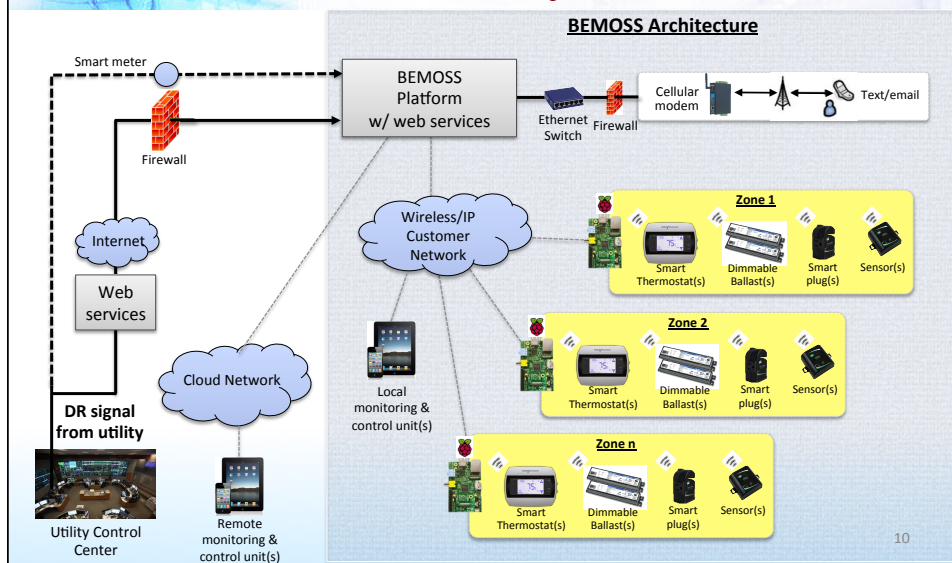 BEMOSS Architecture
Smart meter
BEMOSS
Platform
w/ web services
Ethernet
Switch
Firewall
Cellular
modem
Text/email
Firewall
Internet
Web
services
DR signal
from utility
Utility Control
Center
Cloud Network
Remote
monitoring &
control unit(s)
Wireless/IP
Customer
Network
Local
monitoring &
control unit(s)
Zone 1
75
Smart
Thermostat(s)
Dimmable
Ballast(s)
Smart
plug(s)
Sensor(s)
Zone 2
75
Smart
Thermostat(s)
Dimmable
Ballast(s)
Smart
plug(s)
Sensor(s)
Zone n
75
Smart
Thermostat(s)
Dimmable
Ballast(s)
Smart
plug(s)
Sensor(s)
10